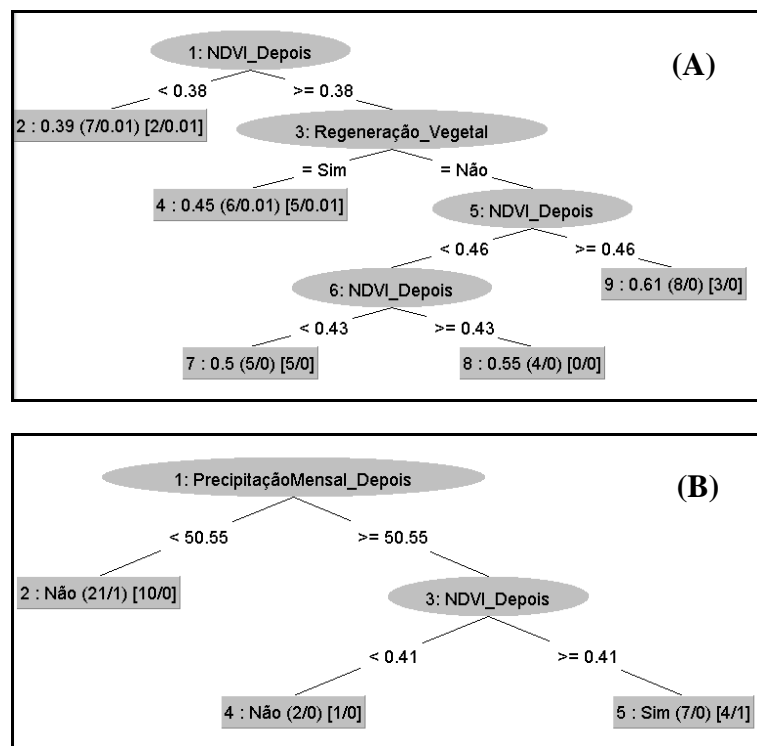 1: NDVI_Depois
(A)
< 0.38
>= 0.38
2 : 0.39 (7/0.01) [2/0.01]
3: Regeneração_Vegetal
= Sim
= Não
4 : 0.45 (6/0.01) [5/0.01]
5: NDVI_Depois
< 0.46
>= 0.46
6: NDVI_Depois
9 : 0.61 (8/0) [3/0]
< 0.43
>= 0.43
7 : 0.5 (5/0) [5/0]
8 : 0.55 (4/0) [0/0]
1: PrecipitaçãoMensal_Depois
(B)
< 50.55
>= 50.55
2 : Não (21/1) [10/0]
3: NDVI_Depois
< 0.41
>= 0.41
4 : Não (2/0) [1/0]
5 : Sim (7/0) [4/1]